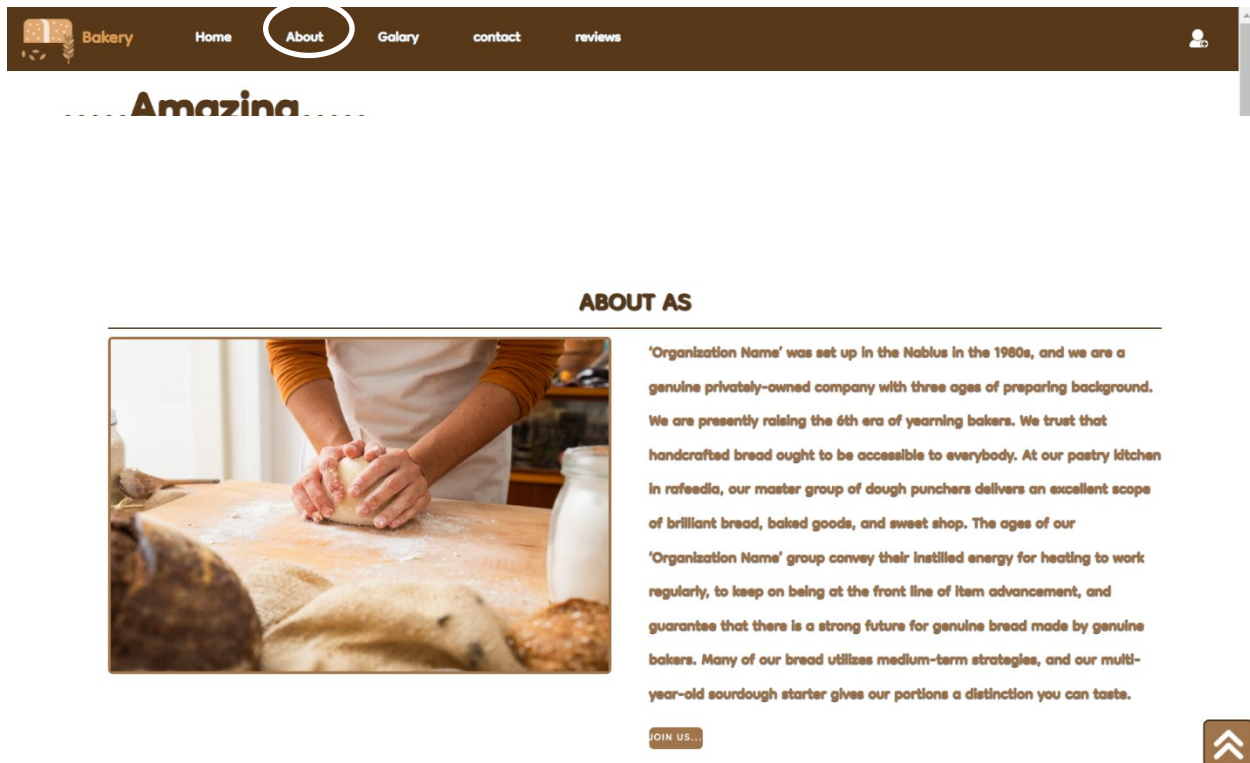 Bakery Home About Galary contact reviews
.....Amazing.....
ABOUT AS
'Organization Name' was set up in the Nablus in the 1980s, and we are a
genuine privately-owned company with three ages of preparing background.
We are presently raising the 6th era of yearning bakers. We trust that
handcrafted bread ought to be accessible to everybody. At our pastry kitchen
in rafeedia, our master group of dough punchers delivers an excellent scope
of brilliant bread, baked goods, and sweet shop. The ages of our
'Organization Name' group convey their instilled energy for heating to work
regularly, to keep on being at the front line of item advancement, and
guarantee that there is a strong future for genuine bread made by genuine
bakers. Many of our bread utilizes medium-term strategies, and our multi-
year-old sourdough starter gives our portions a distinction you can taste.
JOIN US...